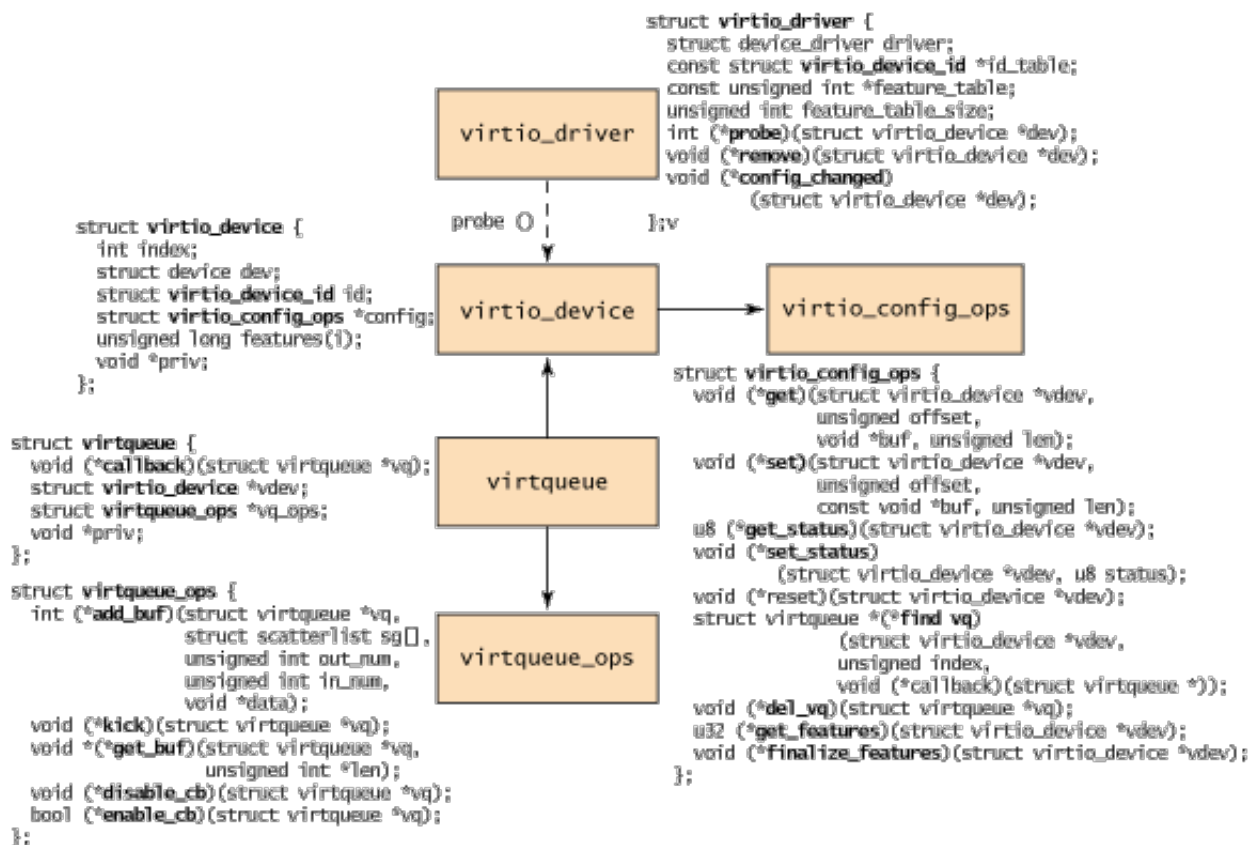 struct virtio_driver {
struct device_driver driver;
const struct virtio_device_id *id_table;
const unsigned int *feature_table;
unsigned int feature_table_size;
int (*probe)(struct virtio_device *dev);
void (*remove)(struct virtio_device *dev);
void (*config_changed)
(struct virtio_device *dev);
};v
virtio_driver
probe ()
struct virtio_device {
int index;
struct device dev;
struct virtio_device_id id;
struct virtio_config_ops *config;
unsigned long features(i);
void *priv;
};
virtio_device
virtio_config_ops
struct virtio_config_ops {
void (*get)(struct virtio_device *vdev,
unsigned offset,
void *buf, unsigned len);
void (*set)(struct virtio_device *vdev,
unsigned offset,
const void *buf, unsigned len);
u8 (*get_status)(struct virtio_device *vdev);
void (*set_status)
(struct virtio_device *vdev, u8 status);
void (*reset)(struct virtio_device *vdev);
struct virtqueue *(*find vq)
(struct virtio_device *vdev,
unsigned index,
void (*callback)(struct virtqueue *));
void (*del_vq)(struct virtqueue *vq);
u32 (*get_features)(struct virtio_device *vdev);
void (*finalize_features)(struct virtio_device *vdev);
};
struct virtqueue {
void (*callback)(struct virtqueue *vq);
struct virtio_device *vdev;
struct virtqueue_ops *vq_ops;
void *priv;
};
virtqueue
struct virtqueue_ops {
int (*add_buf)(struct virtqueue *vq,
struct scatterlist sg[],
unsigned int out_num,
unsigned int in_num,
void *data);
void (*kick)(struct virtqueue *vq);
void *(*get_buf)(struct virtqueue *vq,
unsigned int *len);
void (*disable_cb)(struct virtqueue *vq);
bool (*enable_cb)(struct virtqueue *vq);
};
virtqueue_ops